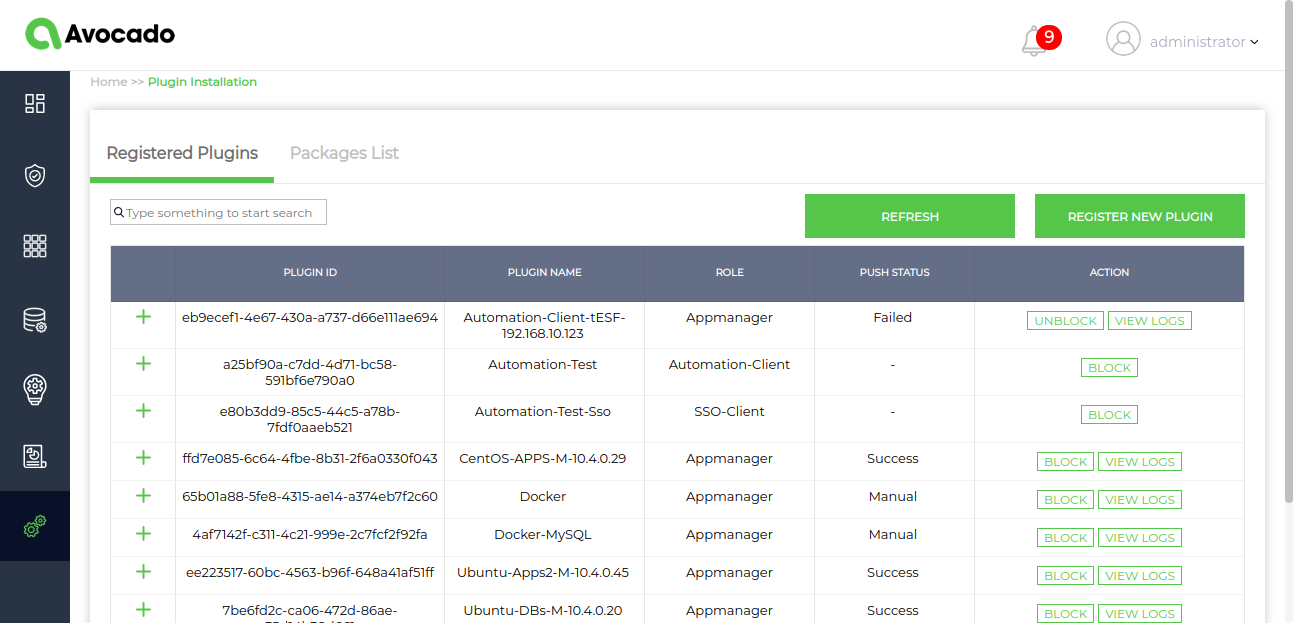 Avocado
9
administrator
Home >> Plugin Installation
Registered Plugins Packages List
Type something to start search
REFRESH REGISTER NEW PLUGIN
PLUGIN ID PLUGIN NAME ROLE PUSH STATUS ACTION
eb9ecef1-4e67-430a-a737-d66e111ae694 Automation-Client-tESF- Appmanager Failed UNBLOCK VIEW LOGS
192.168.10.123
a25bf90a-c7dd-4d71-bc58- Automation-Test Automation-Client - BLOCK
591bf6e790a0
e80b3dd9-85c5-44c5-a78b- Automation-Test-Sso SSO-Client - BLOCK
7fdf0aaeb521
ffd7e085-6c64-4fbe-8b31-2f6a0330f043 CentOS-APPS-M-10.4.0.29 Appmanager Success BLOCK VIEW LOGS
65b01a88-5fe8-4315-ae14-a374eb7f2c60 Docker Appmanager Manual BLOCK VIEW LOGS
4af7142f-c311-4c21-999e-2c7fcf2f92fa Docker-MySQL Appmanager Manual BLOCK VIEW LOGS
ee223517-60bc-4563-b96f-648a41af51ff Ubuntu-Apps2-M-10.4.0.45 Appmanager Success BLOCK VIEW LOGS
7be6fd2c-ca06-472d-86ae- Ubuntu-DBs-M-10.4.0.20 Appmanager Success BLOCK VIEW LOGS